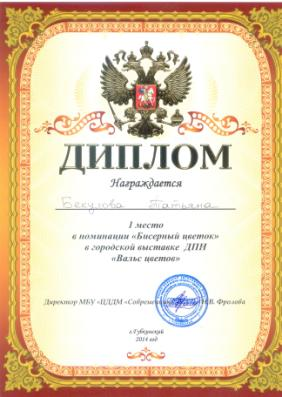 ДИПЛОМ
Награждается
Бекулова Татьяна
I место
в номинации «Бисерный цветок»
в городской выставке ДПИ
«Вальс цветов»
Директор МБУ «ЦДДМ «Современник» Н.В. Фролова
г.Губкинский
2014 год